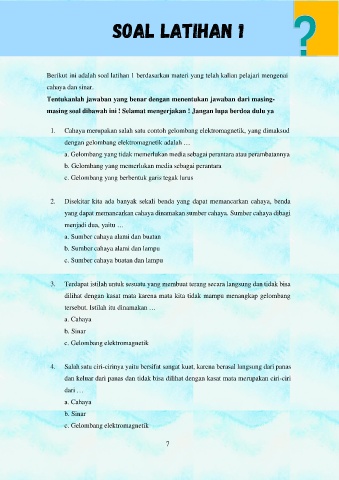 SOAL LATIHAN 1
?
Berikut ini adalah soal latihan 1 berdasarkan materi yang telah kalian pelajari mengenai
cahaya dan sinar.
Tentukanlah jawaban yang benar dengan menentukan jawaban dari masing-
masing soal dibawah ini ! Selamat mengerjakan ! Jangan lupa berdoa dulu ya
1. Cahaya merupakan salah satu contoh gelombang elektromagnetik, yang dimaksud
dengan gelombang elektromagnetik adalah …
a. Gelombang yang tidak memerlukan media sebagai perantara atau perambatannya
b. Gelombang yang memerlukan media sebagai perantara
c. Gelombang yang berbentuk garis tegak lurus
2. Disekitar kita ada banyak sekali benda yang dapat memancarkan cahaya, benda
yang dapat memancarkan cahaya dinamakan sumber cahaya. Sumber cahaya dibagi
menjadi dua, yaitu …
a. Sumber cahaya alami dan buatan
b. Sumber cahaya alami dan lampu
c. Sumber cahaya buatan dan lampu
3. Terdapat istilah untuk sesuatu yang membuat terang secara langsung dan tidak bisa
dilihat dengan kasat mata karena mata kita tidak mampu menangkap gelombang
tersebut. Istilah itu dinamakan …
a. Cahaya
b. Sinar
c. Gelombang elektromagnetik
4. Salah satu ciri-cirinya yaitu bersifat sangat kuat, karena berasal langsung dari panas
dan keluar dari panas dan tidak bisa dilihat dengan kasat mata merupakan ciri-ciri
dari …
a. Cahaya
b. Sinar
c. Gelombang elektromagnetik
7